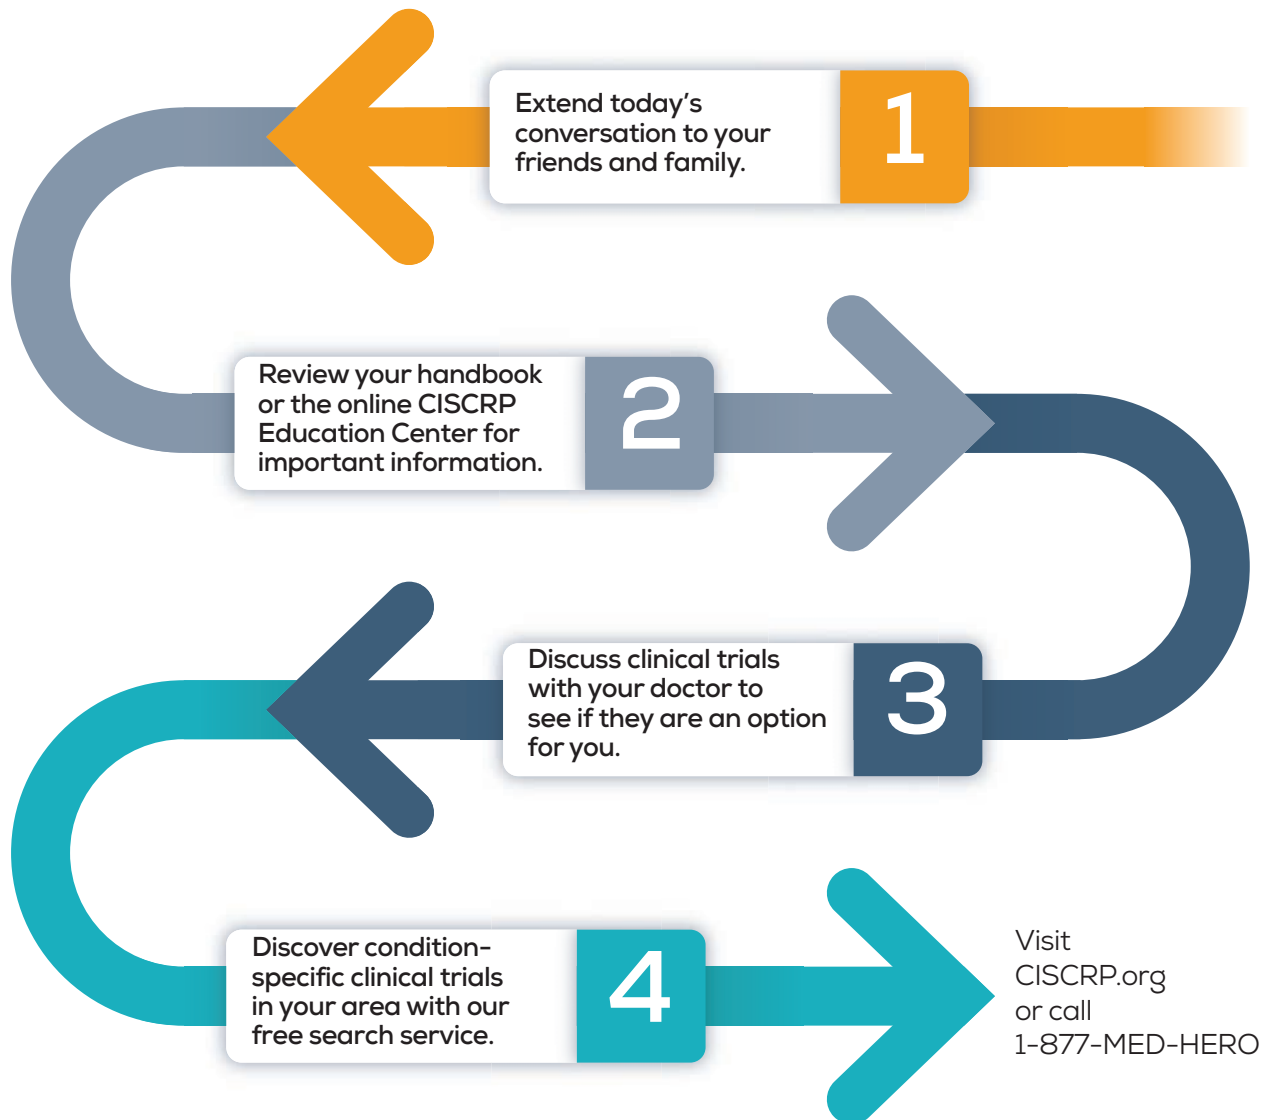 Extend today's
conversation to your
friends and family.
1
Review your handbook
or the online CISCRP
Education Center for
important information.
2
Discuss clinical trials
with your doctor to
see if they are an option
for you.
3
Discover condition-
specific clinical trials
in your area with our
free search service.
4
Visit
CISCRP.org
or call
1-877-MED-HERO